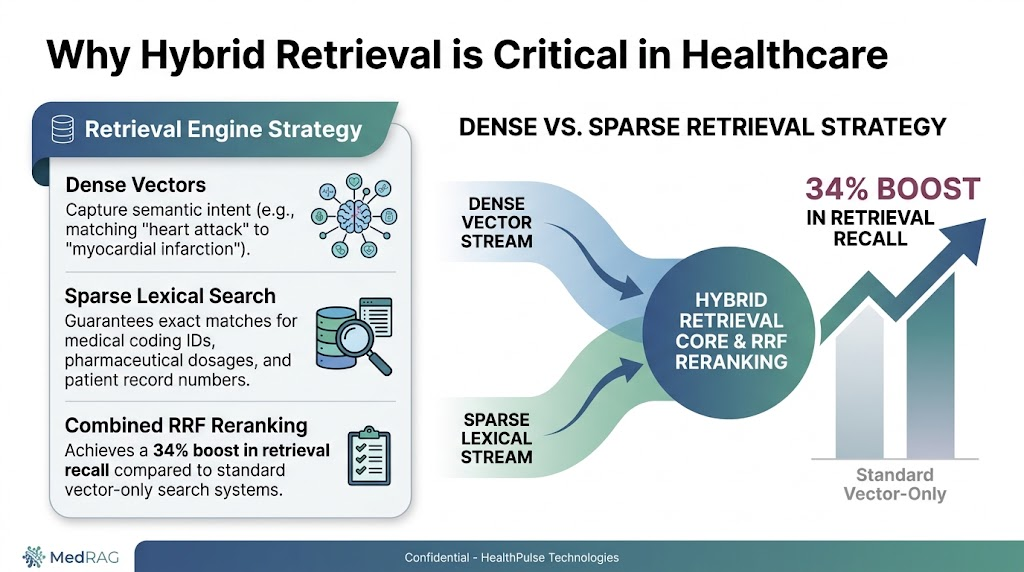 Why Hybrid Retrieval is Critical in Healthcare
Retrieval Engine Strategy
Dense Vectors
Capture semantic intent (e.g.,
matching "heart attack" to
"myocardial infarction").
Sparse Lexical Search
Guarantees exact matches for
medical coding IDs,
pharmaceutical dosages, and
patient record numbers.
Combined RRF Reranking
Achieves a 34% boost in retrieval
recall compared to standard
vector-only search systems.
DENSE VS. SPARSE RETRIEVAL STRATEGY
DENSE
VECTOR
STREAM
SPARSE
LEXICAL
STREAM
HYBRID
RETRIEVAL
CORE & RRF
RERANKING
34% BOOST
IN RETRIEVAL
RECALL
Standard
Vector-Only
MedRAG
Confidential - HealthPulse Technologies